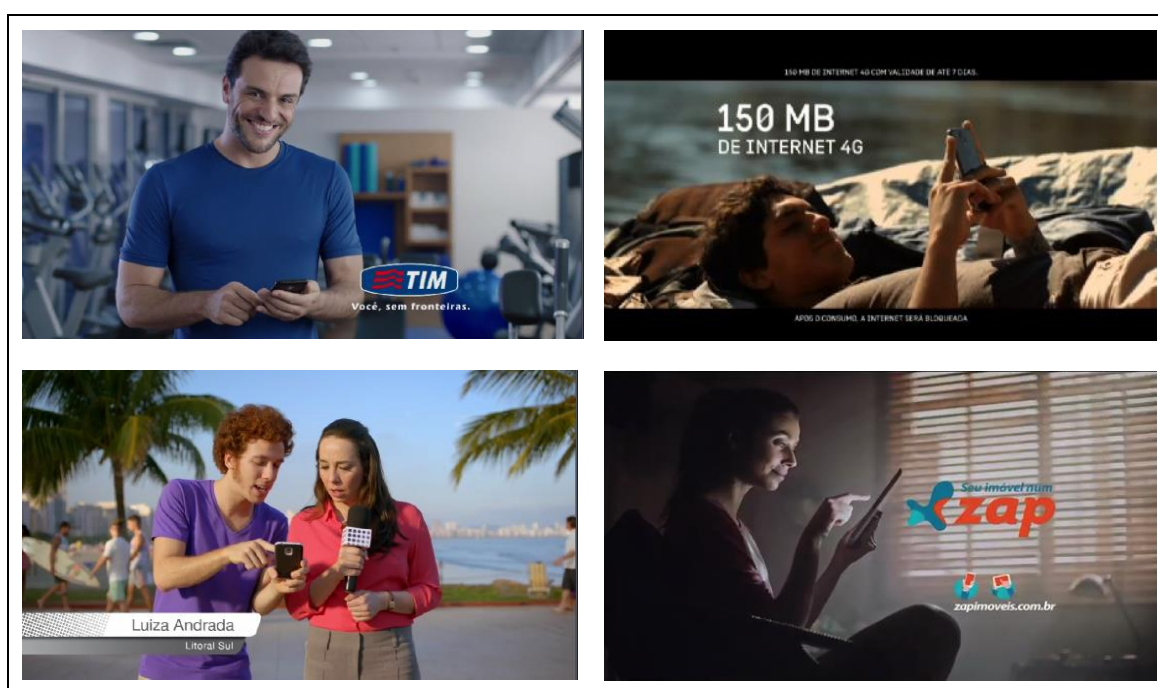 TIM
Você, sem fronteiras.
150 MB DE INTERNET 4G COM VALIDADE DE ATÉ 7 DIAS.
150 MB
DE INTERNET 4G
APÓS O CONSUMO, A INTERNET SERÁ BLOQUEADA
Luiza Andrada
Litoral Sul
Seu imóvel num
zap
zapimoveis.com.br